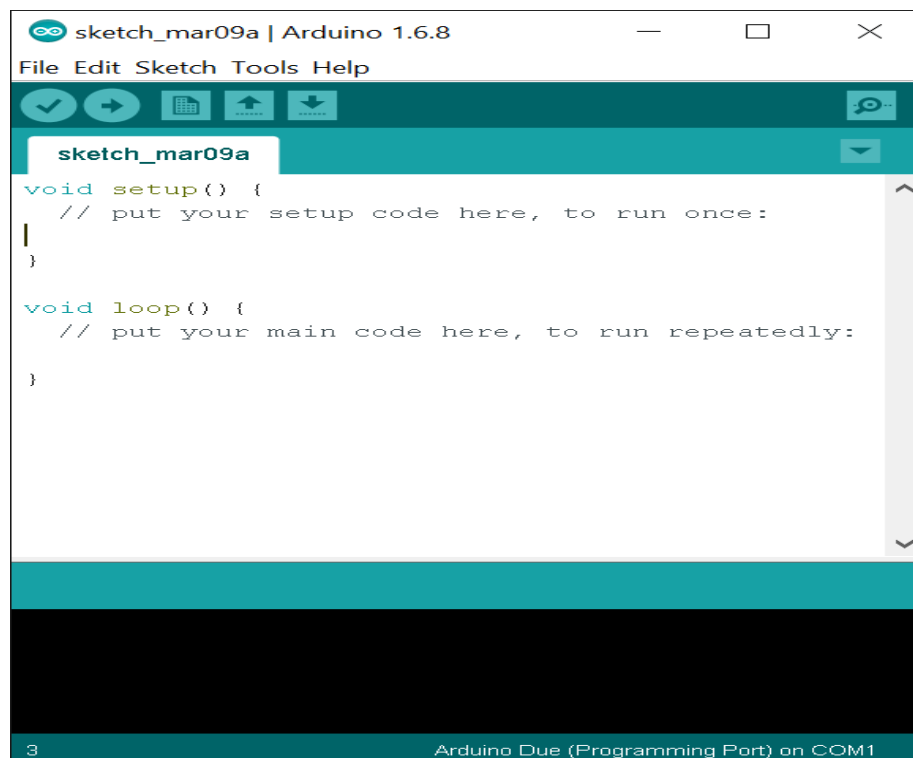 sketch_mar09a | Arduino 1.6.8
File Edit Sketch Tools Help
sketch_mar09a
void setup() {
  // put your setup code here, to run once:

}

void loop() {
  // put your main code here, to run repeatedly:

}
3 Arduino Due (Programming Port) on COM1